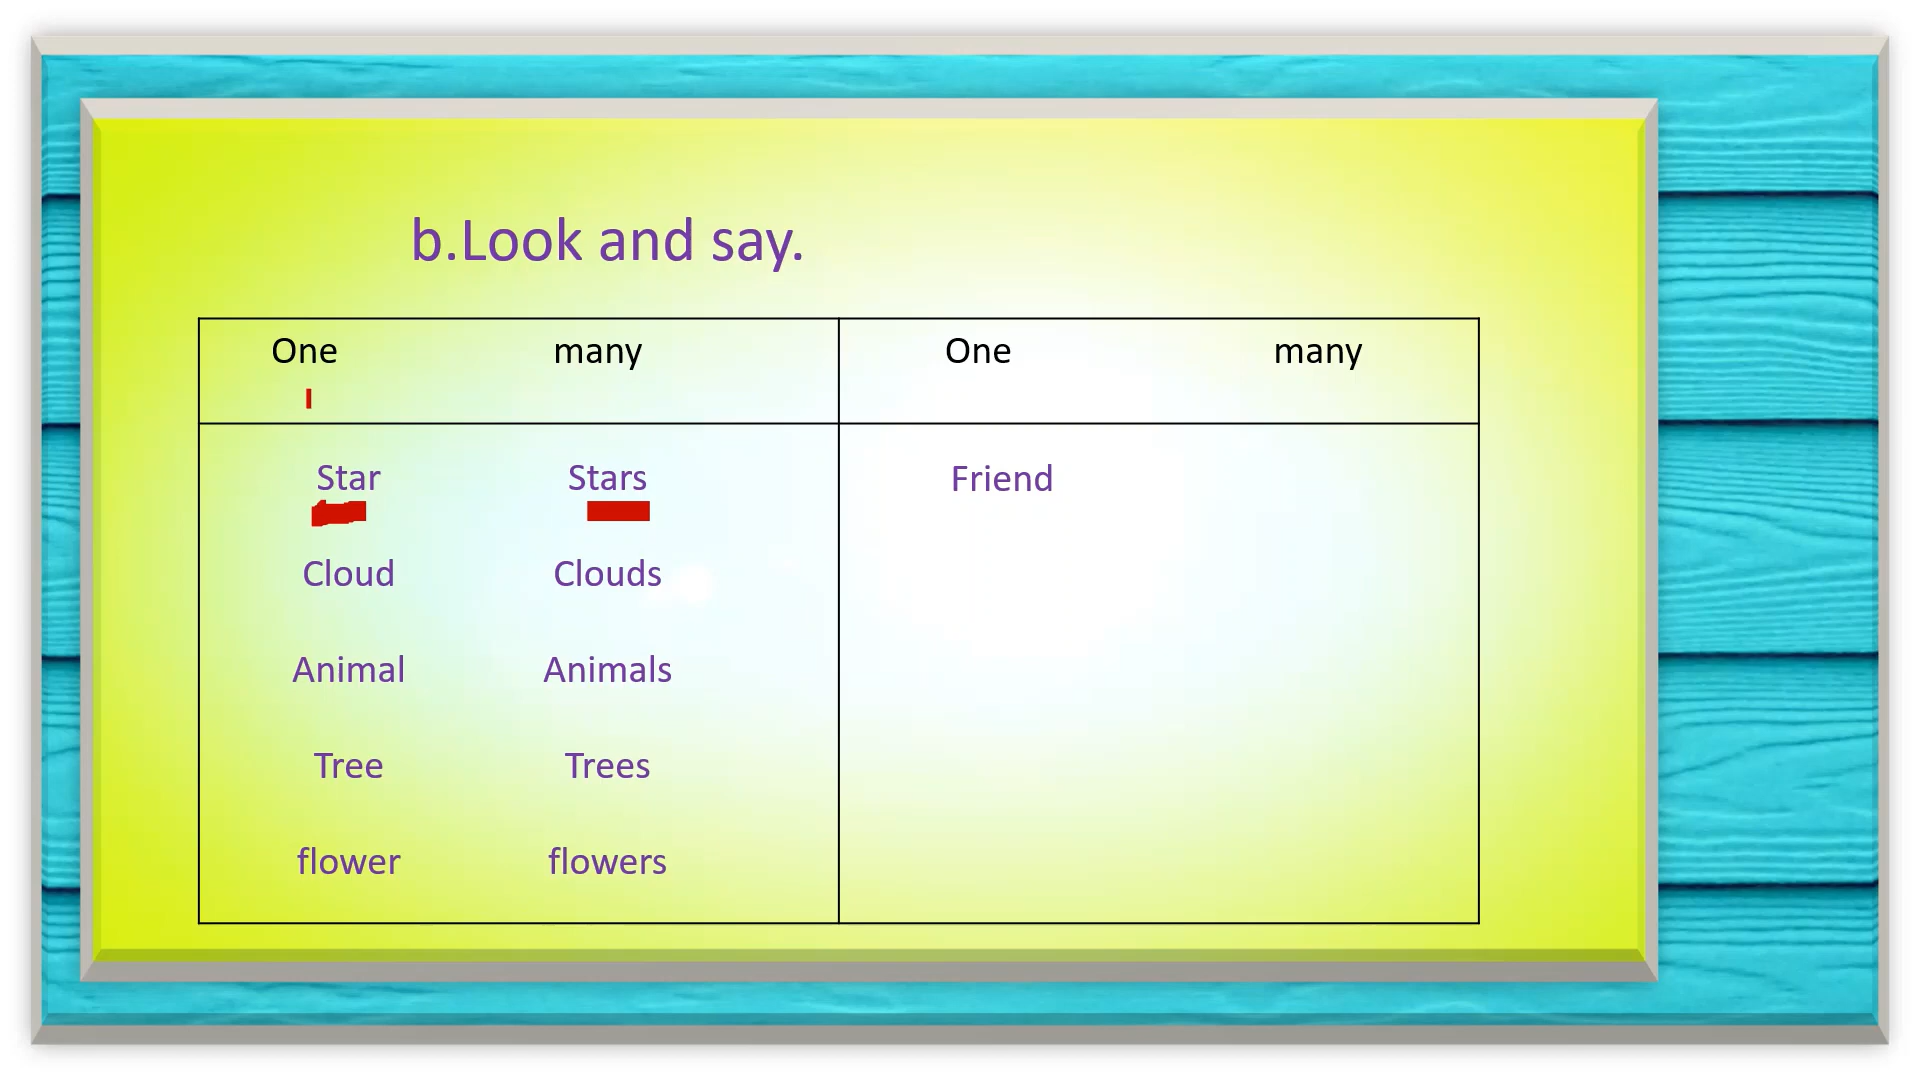 b.Look and say.
One many One many
Star Stars Friend
Cloud Clouds
Animal Animals
Tree Trees
flower flowers